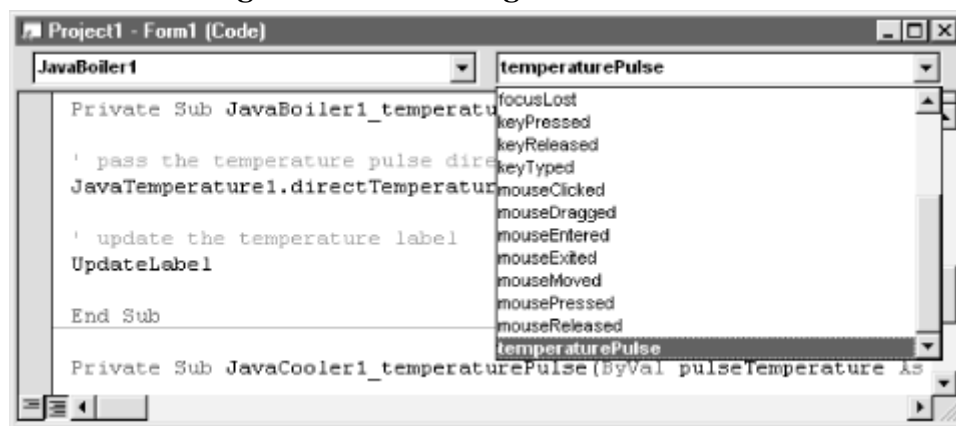 Project1 - Form1 (Code)
JavaBoiler1
temperaturePulse
Private Sub JavaBoiler1_temperatu
' pass the temperature pulse dire
JavaTemperature1.directTemperatur
' update the temperature label
UpdateLabel
End Sub
Private Sub JavaCooler1_temperaturePulse(ByVal pulseTemperature As
focusLost
keyPressed
keyReleased
keyTyped
mouseClicked
mouseDragged
mouseEntered
mouseExited
mouseMoved
mousePressed
mouseReleased
temperaturePulse